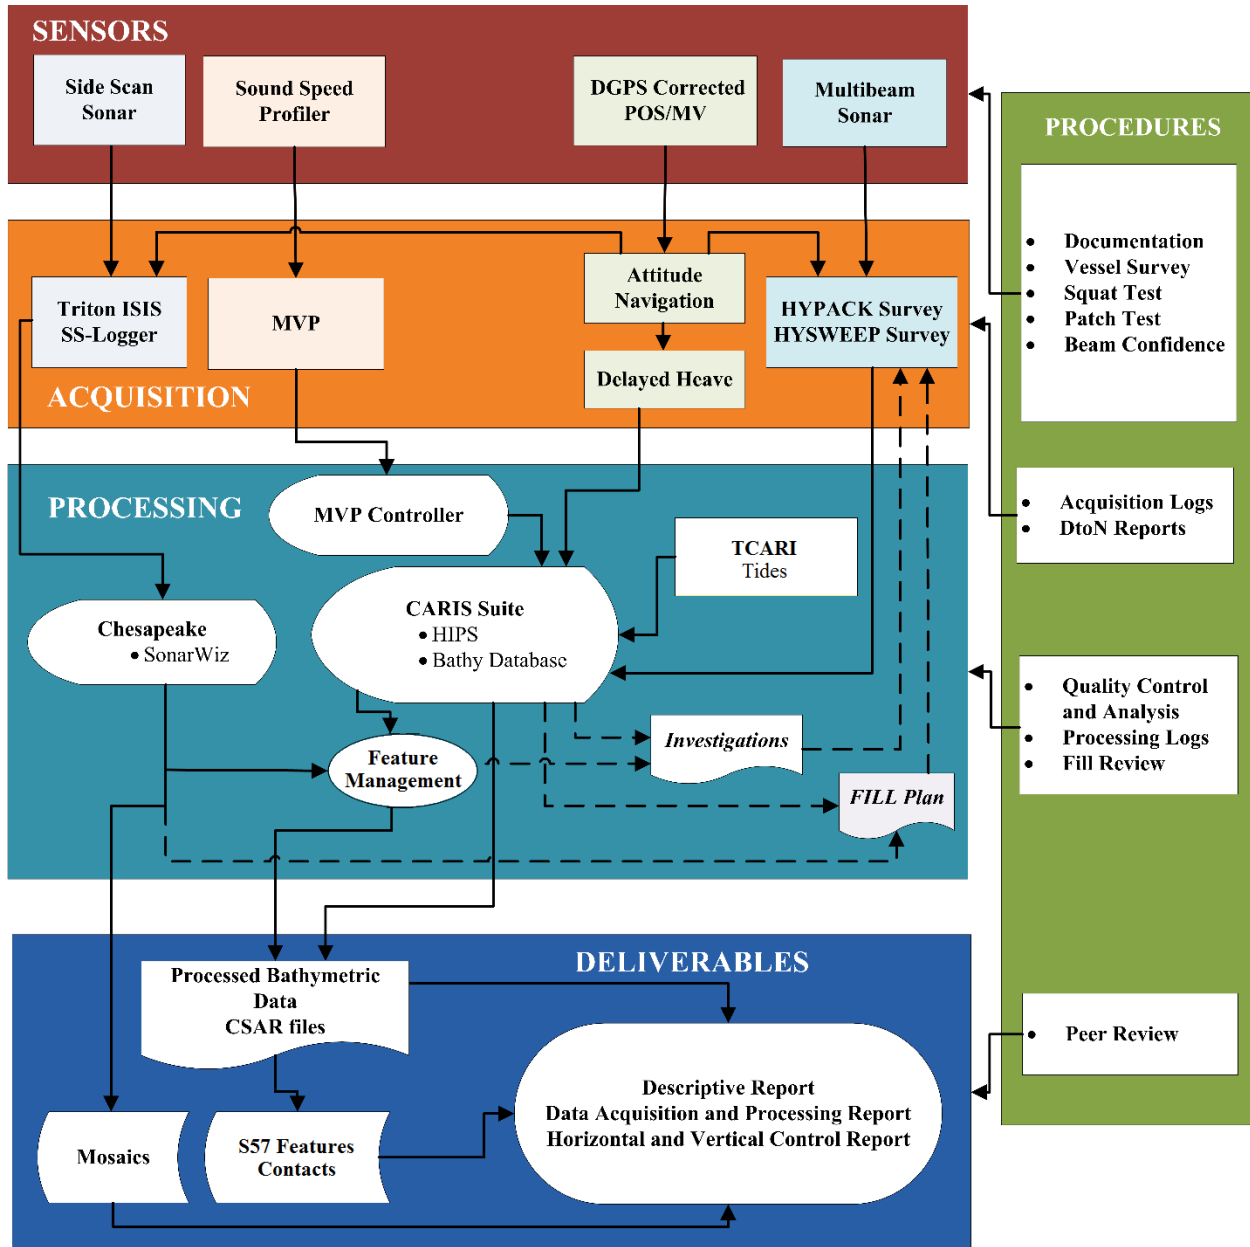 SENSORS
Side Scan
Sonar
Sound Speed
Profiler
DGPS Corrected
POS/MV
Multibeam
Sonar
PROCEDURES
• Documentation
• Vessel Survey
• Squat Test
• Patch Test
• Beam Confidence
Triton ISIS
SS-Logger
MVP
Attitude
Navigation
HYPACK Survey
HYSWEEP Survey
Delayed Heave
ACQUISITION
• Acquisition Logs
• DtoN Reports
PROCESSING
MVP Controller
TCARI
Tides
CARIS Suite
• HIPS
• Bathy Database
Chesapeake
• SonarWiz
• Quality Control
and Analysis
• Processing Logs
• Fill Review
Investigations
Feature
Management
FILL Plan
DELIVERABLES
Processed Bathymetric
Data
CSAR files
• Peer Review
Descriptive Report
Data Acquisition and Processing Report
Horizontal and Vertical Control Report
Mosaics
S57 Features
Contacts